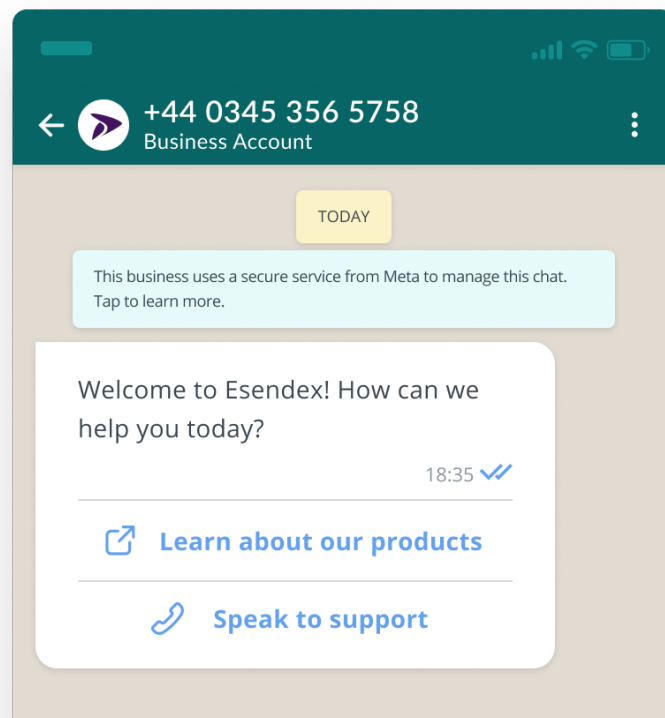 +44 0345 356 5758
Business Account
TODAY
This business uses a secure service from Meta to manage this chat.
Tap to learn more.
Welcome to Esendex! How can we
help you today?
18:35
Learn about our products
Speak to support